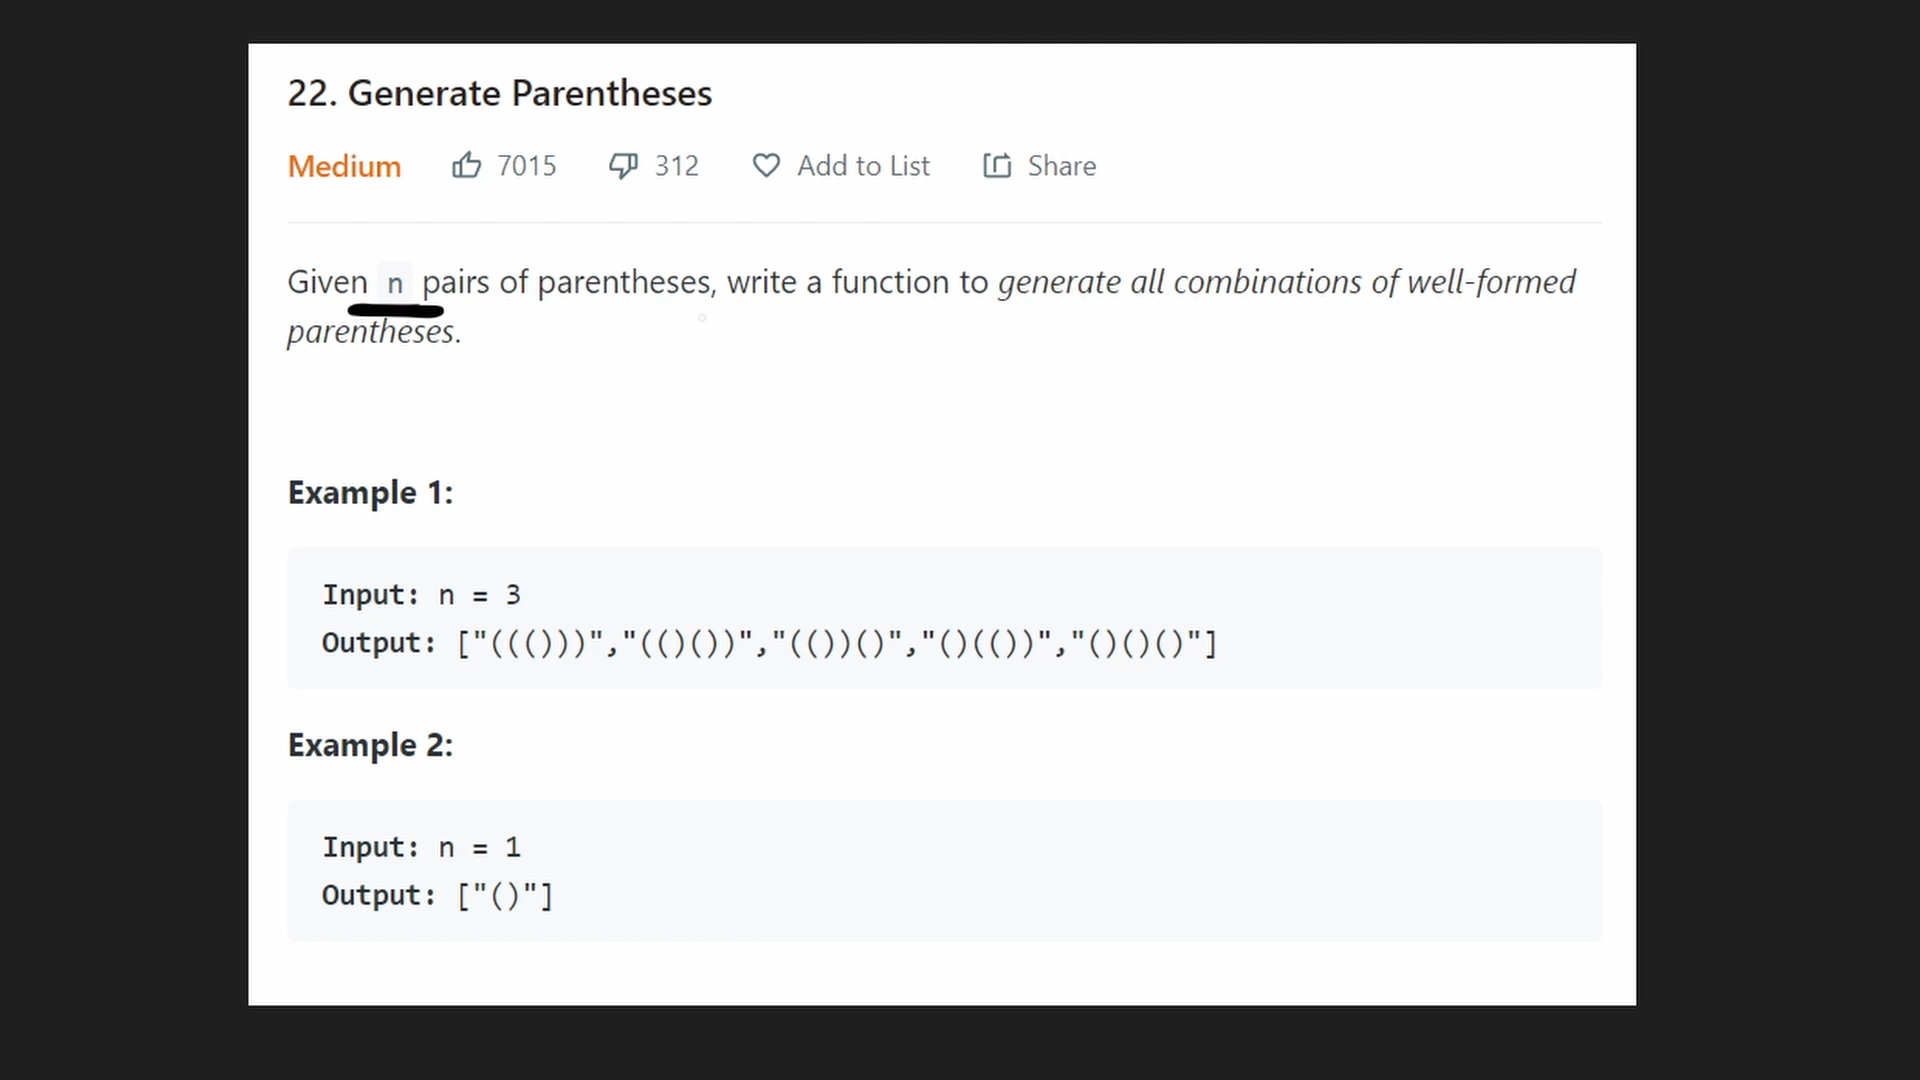 22. Generate Parentheses
Medium 7015 312 Add to List Share
Given n pairs of parentheses, write a function to generate all combinations of well-formed
parentheses.
Example 1:
Input: n = 3
Output: ["((()))","(()())","(())()","()(())","()()()"]
Example 2:
Input: n = 1
Output: ["()"]